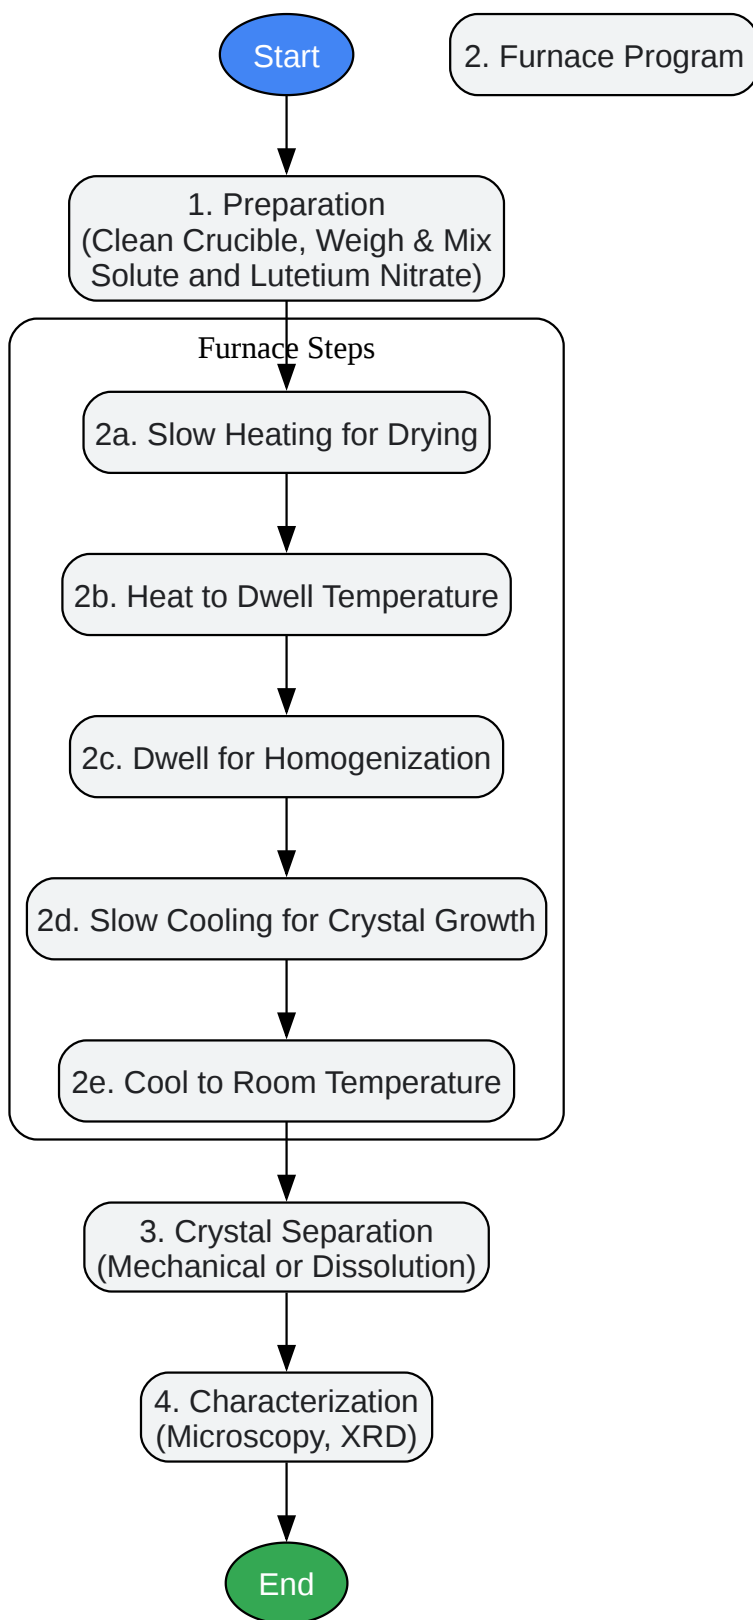 Start
2. Furnace Program
1. Preparation
(Clean Crucible, Weigh & Mix
Solute and Lutetium Nitrate)
Furnace Steps
2a. Slow Heating for Drying
2b. Heat to Dwell Temperature
2c. Dwell for Homogenization
2d. Slow Cooling for Crystal Growth
2e. Cool to Room Temperature
3. Crystal Separation
(Mechanical or Dissolution)
4. Characterization
(Microscopy, XRD)
End